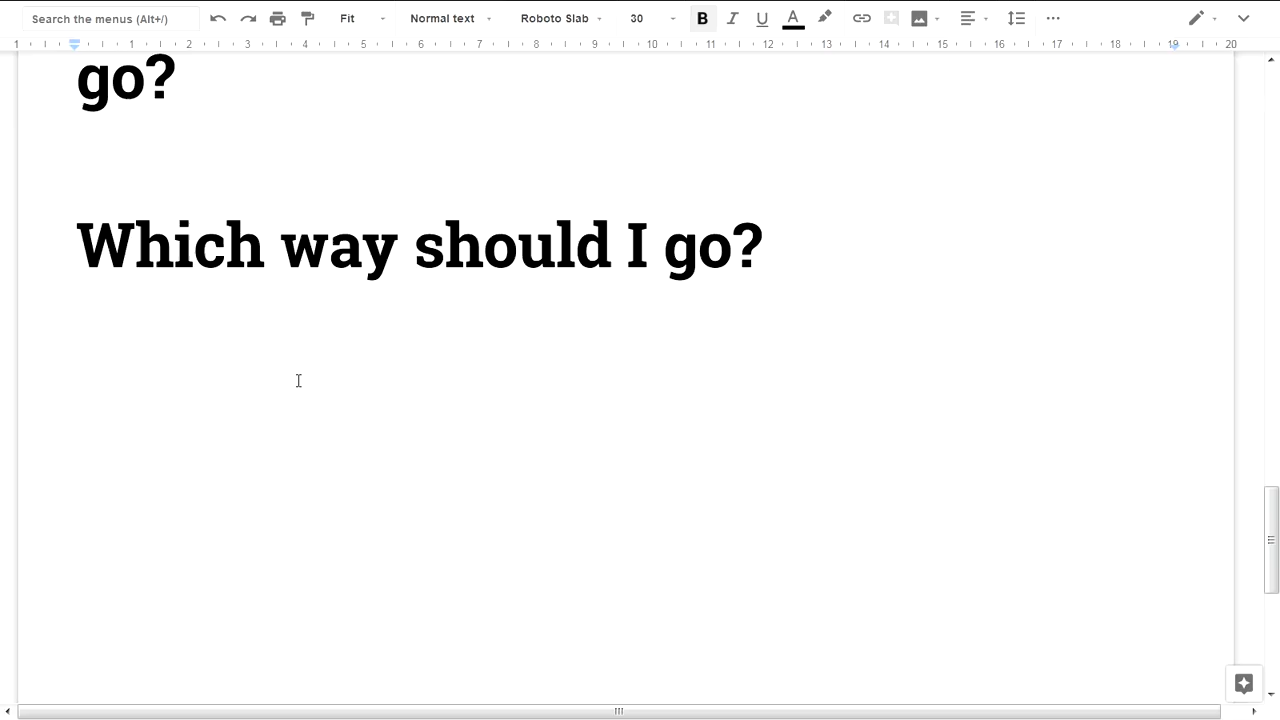 Search the menus (Alt+/) Fit Normal text Roboto Slab 30 B I U A
1 1 2 3 4 5 6 7 8 9 10 11 12 13 14 15 16 17 18 19 20
go?
Which way should I go?